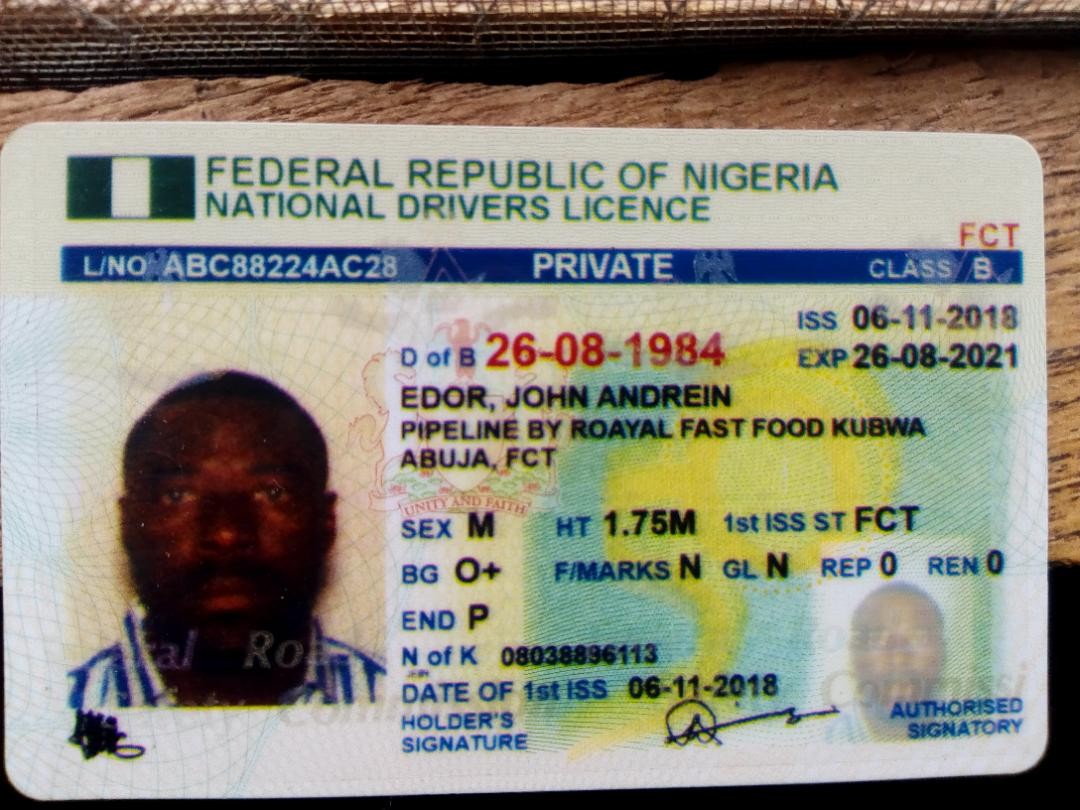 FEDERAL REPUBLIC OF NIGERIA
NATIONAL DRIVERS LICENCE
FCT
L/NO ABC88224AC28 PRIVATE CLASS B
ISS 06-11-2018
D of B 26-08-1984 EXP 26-08-2021
EDOR, JOHN ANDREIN
PIPELINE BY ROAYAL FAST FOOD KUBWA
ABUJA, FCT
UNITY AND FAITH
SEX M HT 1.75M 1st ISS ST FCT
BG O+ F/MARKS N GL N REP 0 REN 0
END P
N of K 08038896113
DATE OF 1st ISS 06-11-2018
HOLDER'S
SIGNATURE
AUTHORISED
SIGNATORY